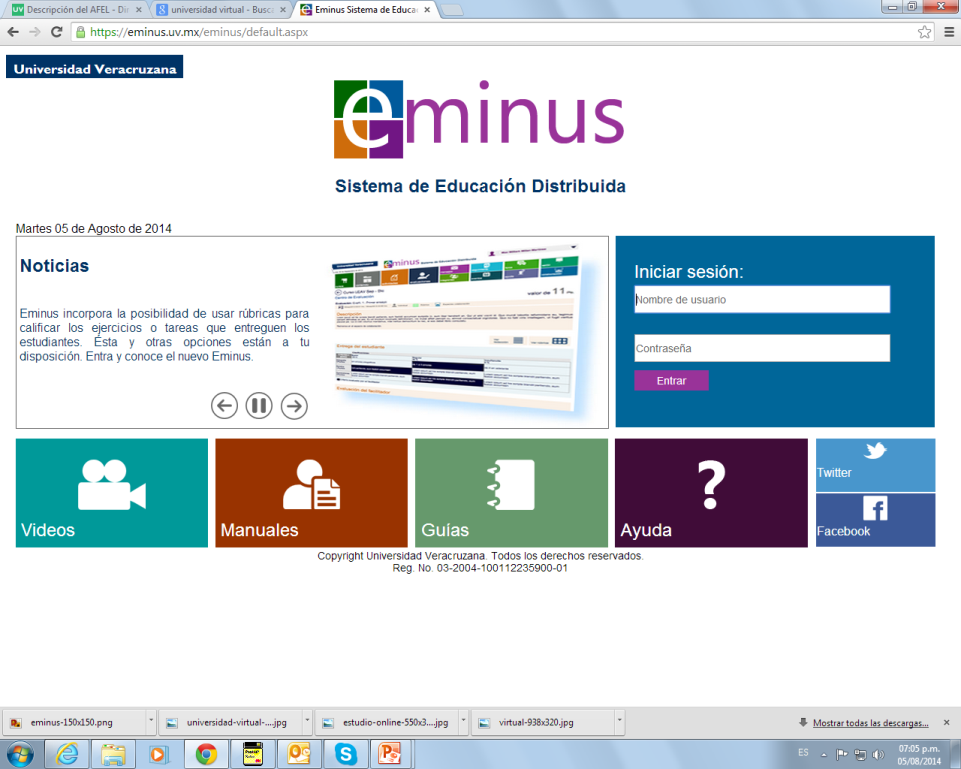 Descripción del AFEL - Dir
universidad virtual - Busca
Eminus Sistema de Educac
https://eminus.uv.mx/eminus/default.aspx
Universidad Veracruzana
eminus
Sistema de Educación Distribuida
Martes 05 de Agosto de 2014
Noticias
Eminus incorpora la posibilidad de usar rúbricas para
calificar los ejercicios o tareas que entreguen los
estudiantes. Ésta y otras opciones están a tu
disposición. Entra y conoce el nuevo Eminus.
Iniciar sesión:
Nombre de usuario
Contraseña
Entrar
Videos
Manuales
Guías
Ayuda
Twitter
Facebook
Copyright Universidad Veracruzana. Todos los derechos reservados.
Reg. No. 03-2004-100112235900-01
eminus-150x150.png
universidad-virtual-....jpg
estudio-online-550x3....jpg
virtual-938x320.jpg
Mostrar todas las descargas...
ES
07:05 p.m.
05/08/2014